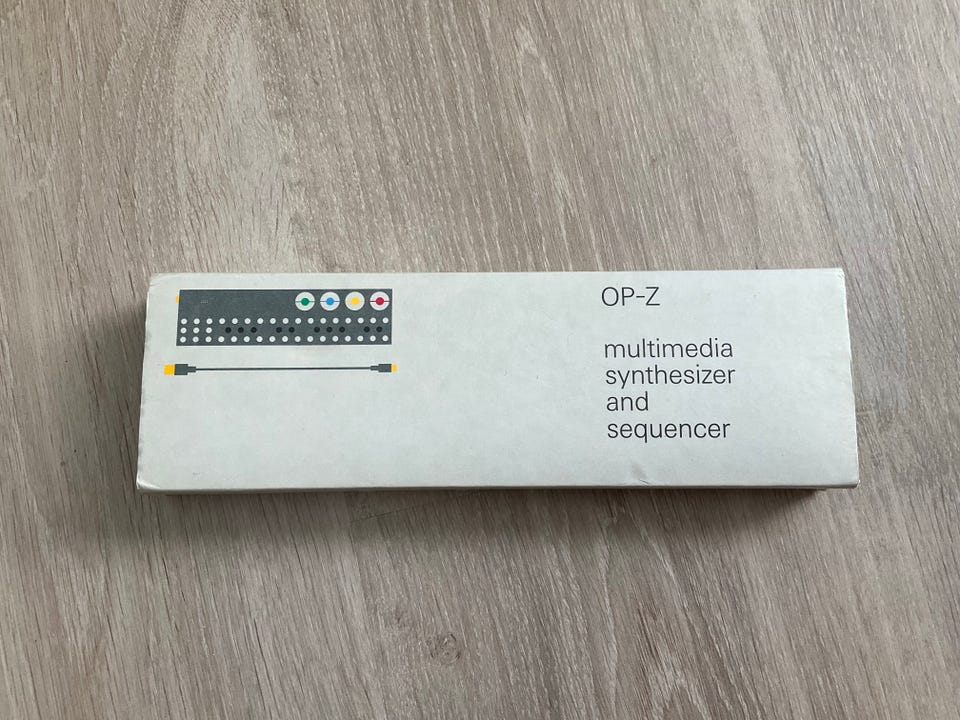 OP-Z
multimedia
synthesizer
and
sequencer